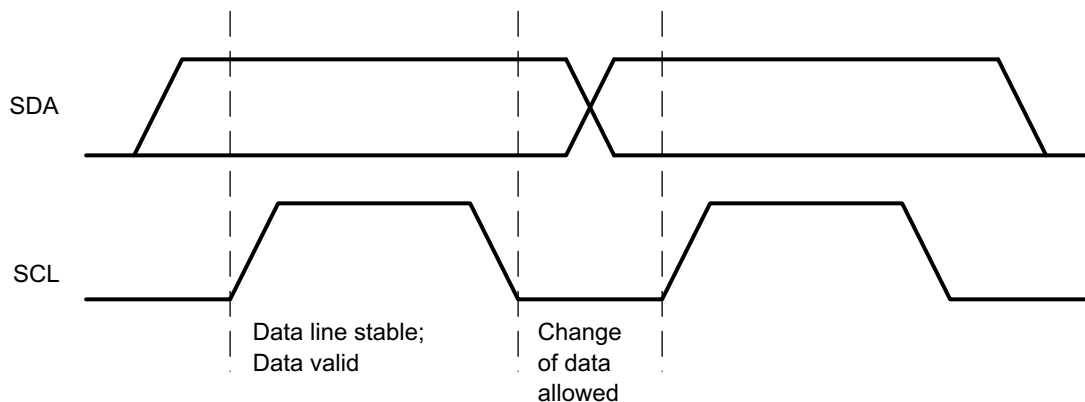 SDA
SCL
Data line stable;
Data valid
Change
of data
allowed